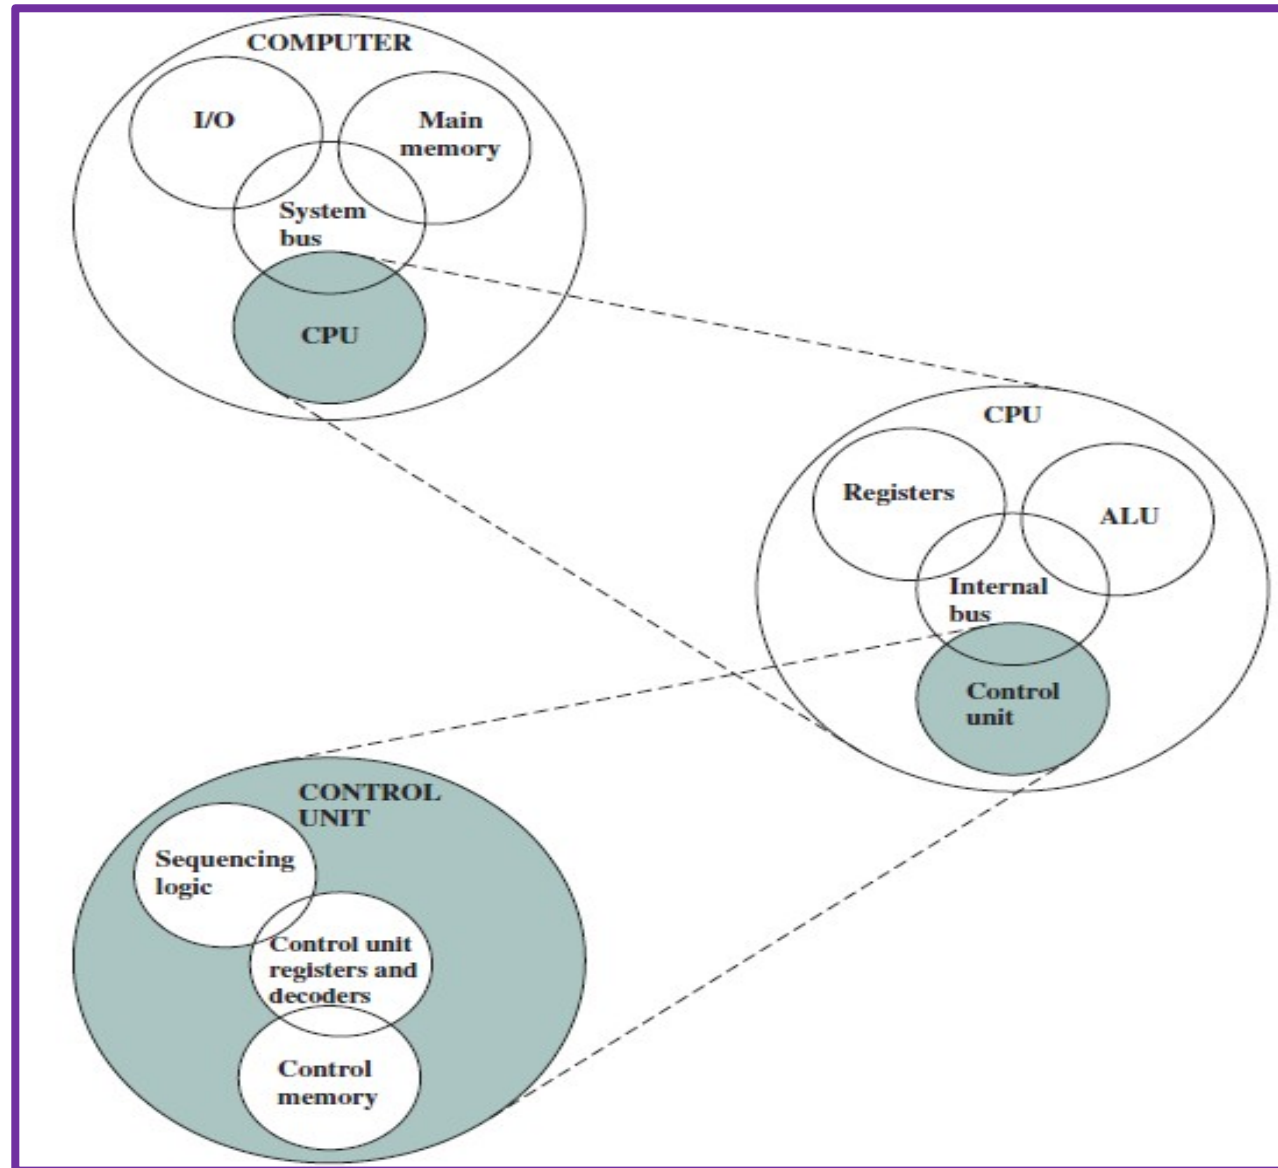 COMPUTER
I/O
Main
memory
System
bus
CPU
CPU
Registers
ALU
Internal
bus
Control
unit
CONTROL
UNIT
Sequencing
logic
Control unit
registers and
decoders
Control
memory